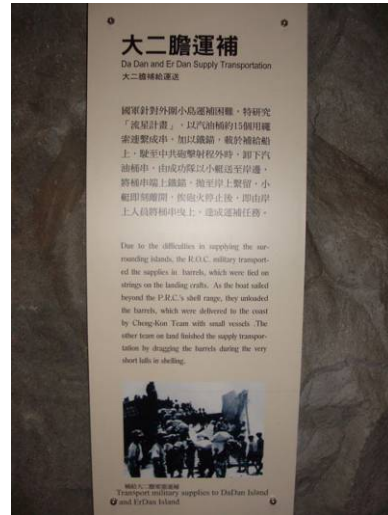 大二膽運補
Da Dan and Er Dan Supply Transportation
大二膽補給運送
國軍針對外圍小島運補困難，特研究
「流星計畫」，以汽油桶約15個用繩
索連繫成串，加以鐵錨，載於補給船
上，駛至中共砲擊射程外時，卸下汽
油桶串，由成功隊以小艇送至岸邊，
將桶串端上鐵錨，拋至岸上繫留，小
艇即刻離開，俟砲火停止後，即由岸
上人員將桶串曳上，達成運補任務。
Due to the difficulties in supplying the sur-
rounding islands, the R.O.C. military transport-
ed the supplies in barrels, which were tied on
strings on the landing crafts. As the boat sailed
beyond the P.R.C.'s shell range, they unloaded
the barrels, which were delivered to the coast
by Cheng-Kon Team with small vessels .The
other team on land finished the supply transpor-
tation by dragging the barrels during the very
short lulls in shelling.
Transport military supplies to DaDan Island
and ErDan Island